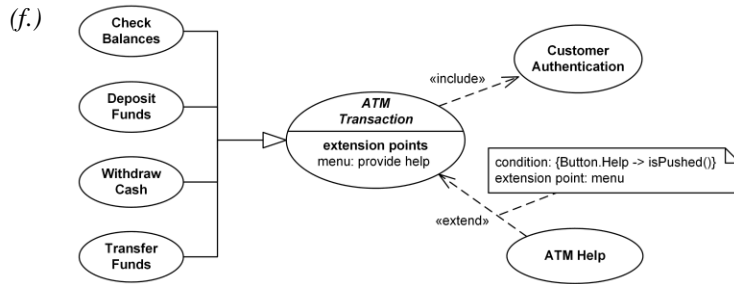 (f.)
Check
Balances
Deposit
Funds
Withdraw
Cash
Transfer
Funds
ATM
Transaction
extension points
menu: provide help
«include»
Customer
Authentication
condition: {Button.Help -> isPushed()}
extension point: menu
«extend»
ATM Help